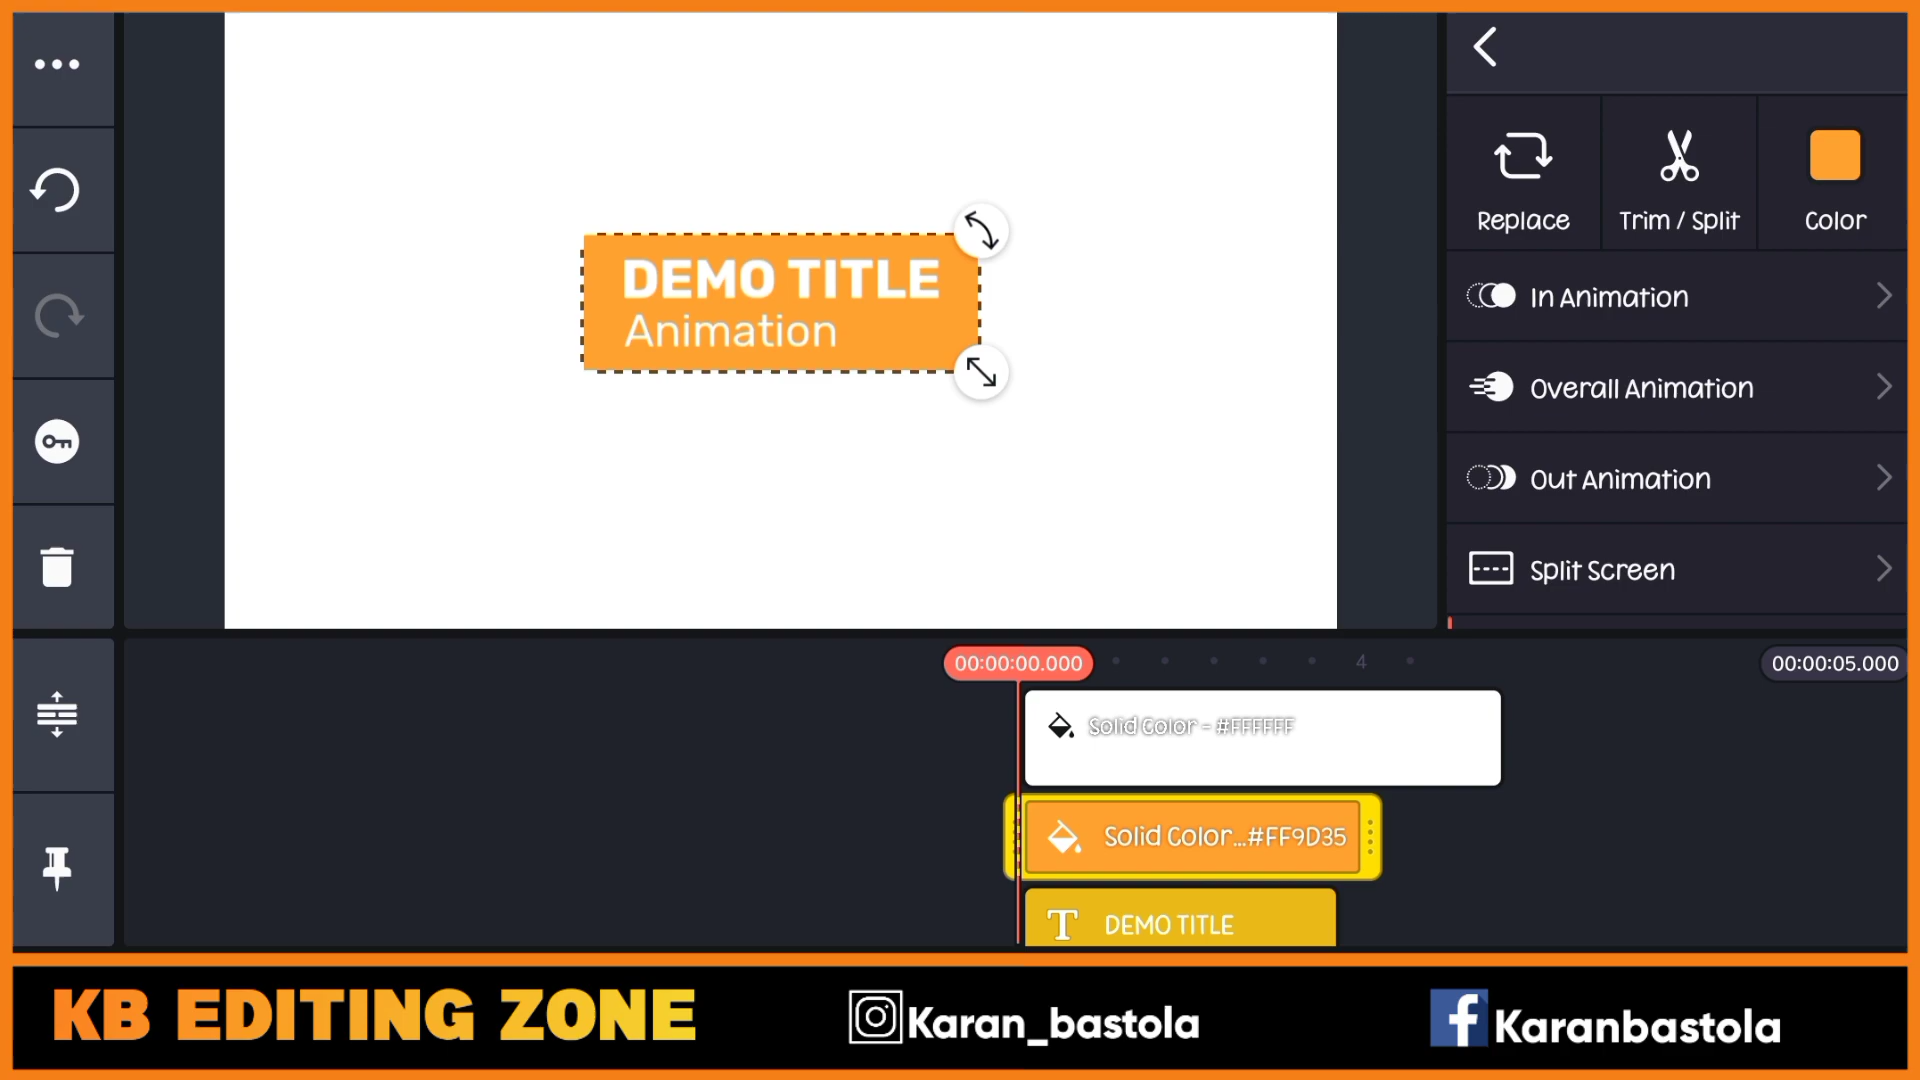 DEMO TITLE
Animation
Replace
Trim / Split
Color
In Animation
Overall Animation
Out Animation
Split Screen
00:00:00.000
4
00:00:05.000
Solid Color - #FFFFFF
Solid Color...#FF9D35
T DEMO TITLE
KB EDITING ZONE
Karan_bastola
f Karanbastola